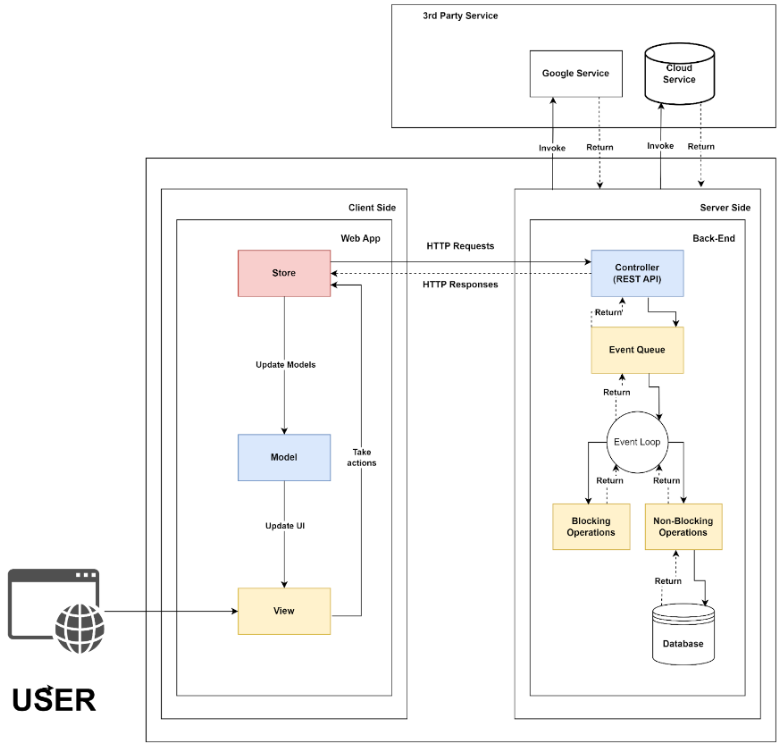 3rd Party Service
Google Service
Cloud
Service
Invoke
Return
Invoke
Return
Client Side
Server Side
Web App
Back-End
HTTP Requests
Store
Controller
(REST API)
HTTP Responses
Return
Event Queue
Update Models
Return
Event Loop
Model
Take
actions
Return
Return
Update UI
Blocking
Operations
Non-Blocking
Operations
Return
View
Database
USER